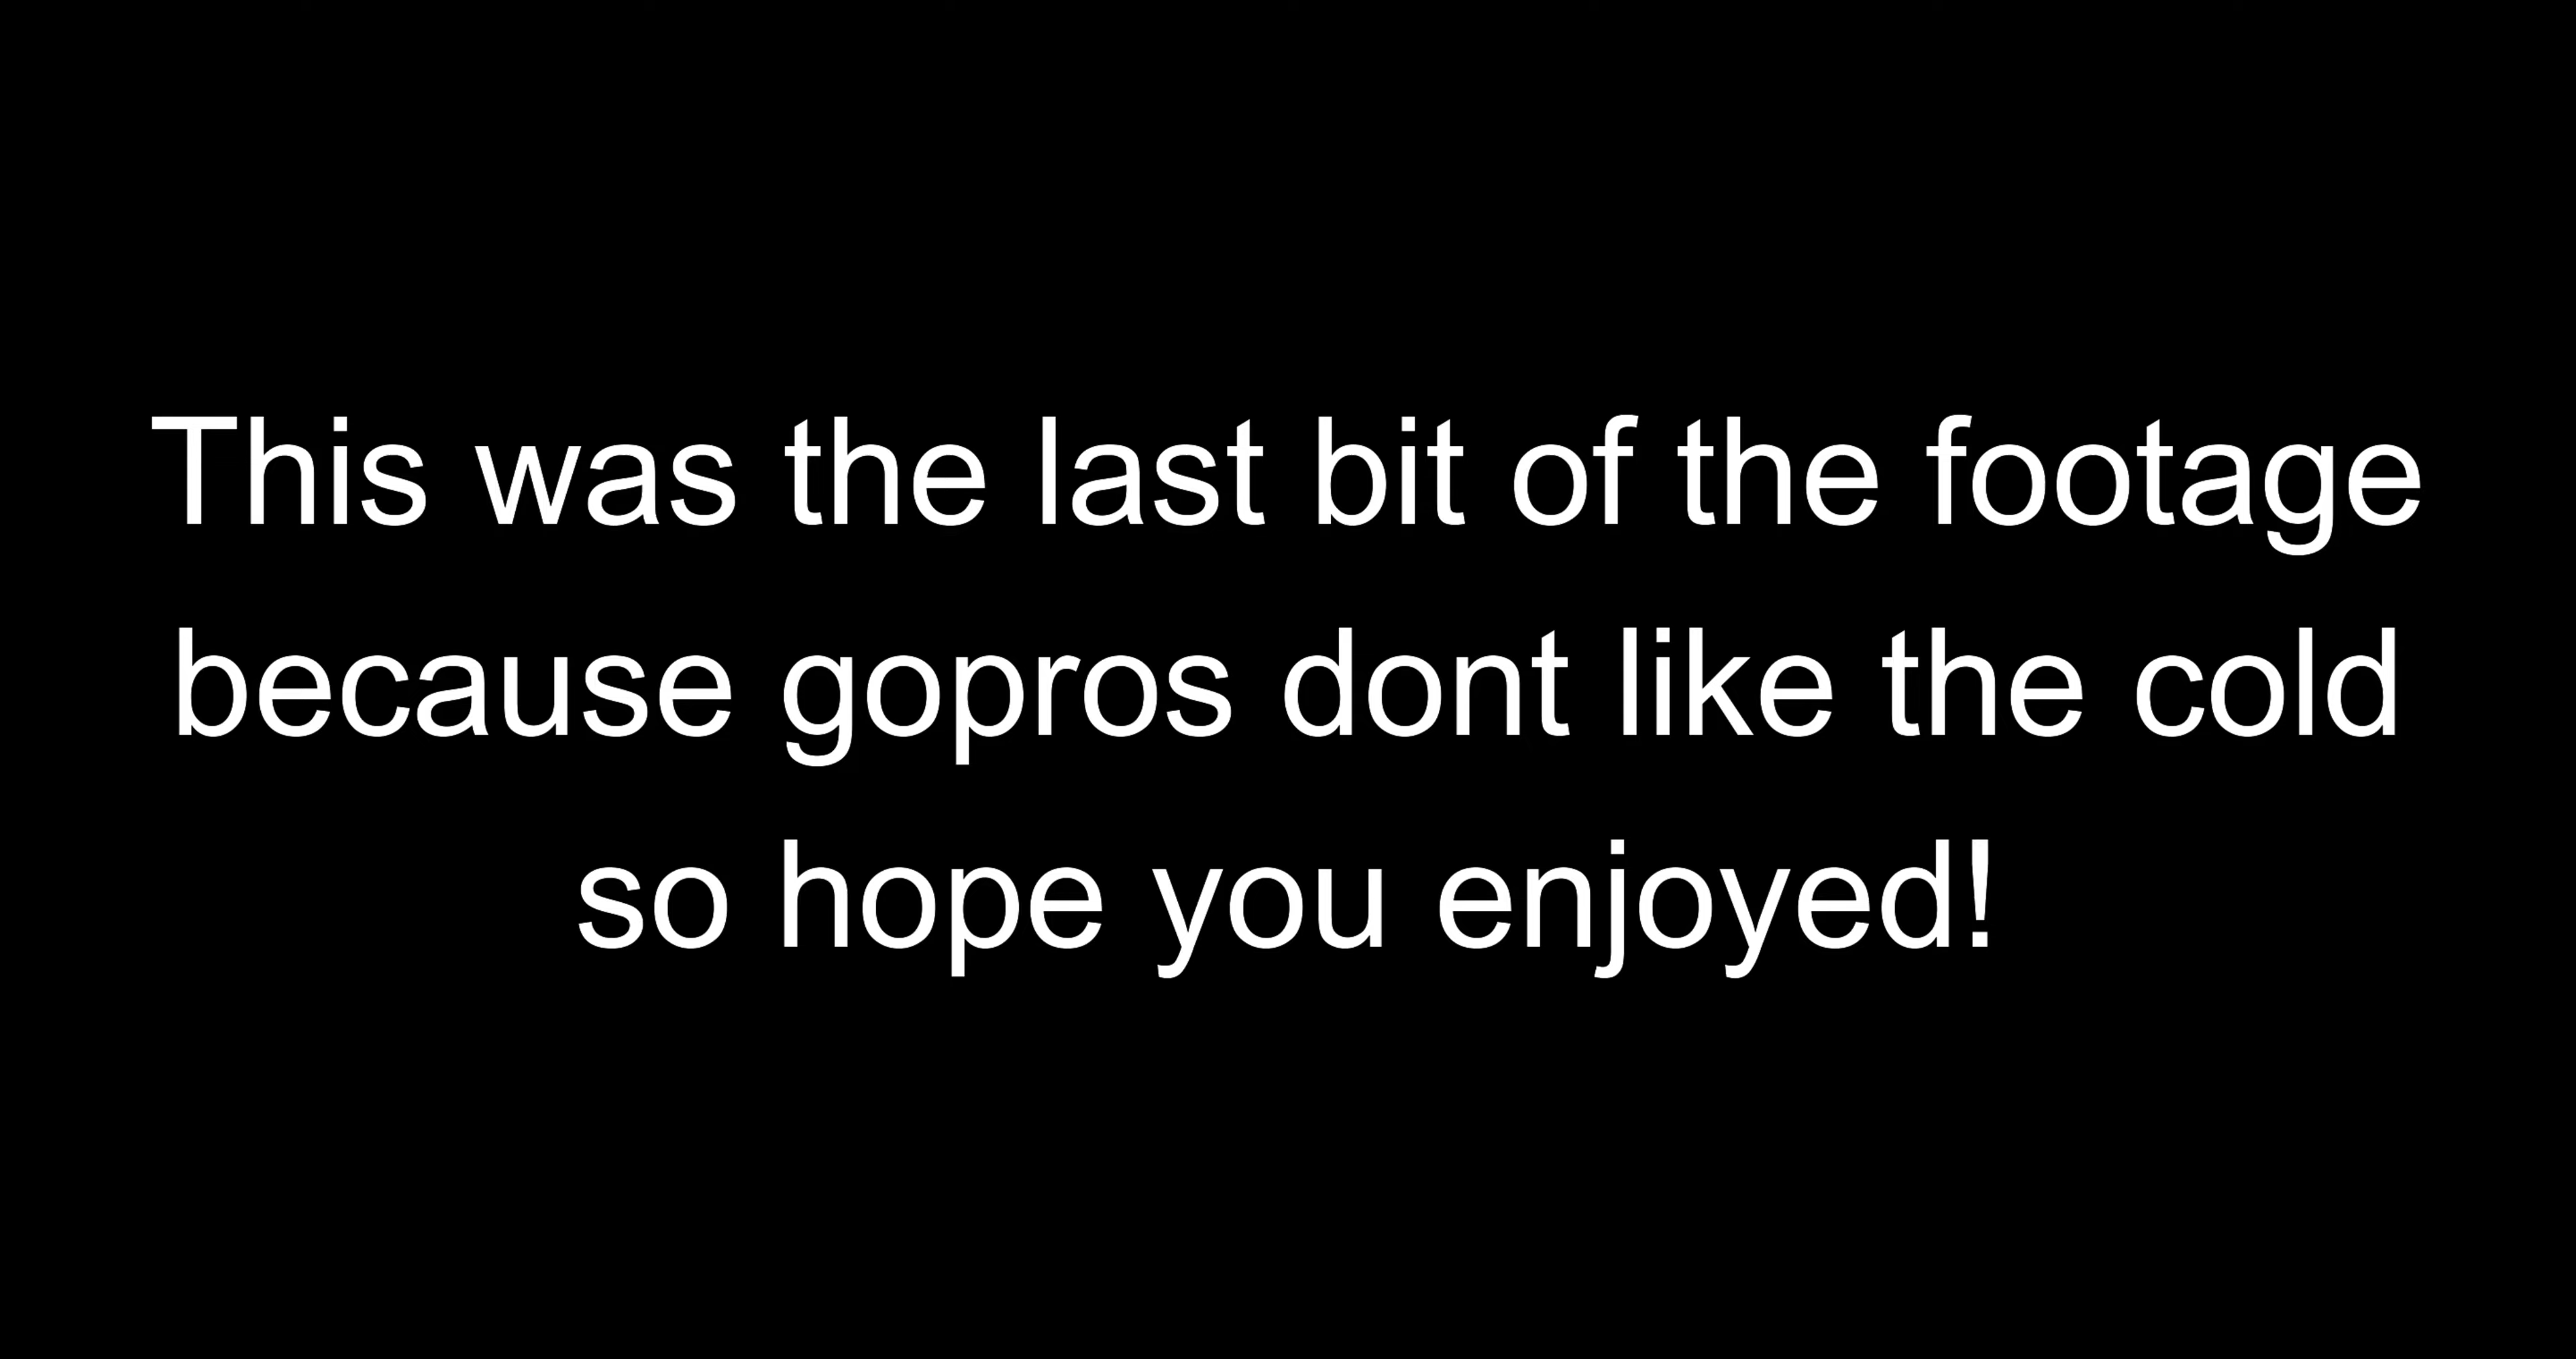 This was the last bit of the footage
because gopros dont like the cold
so hope you enjoyed!